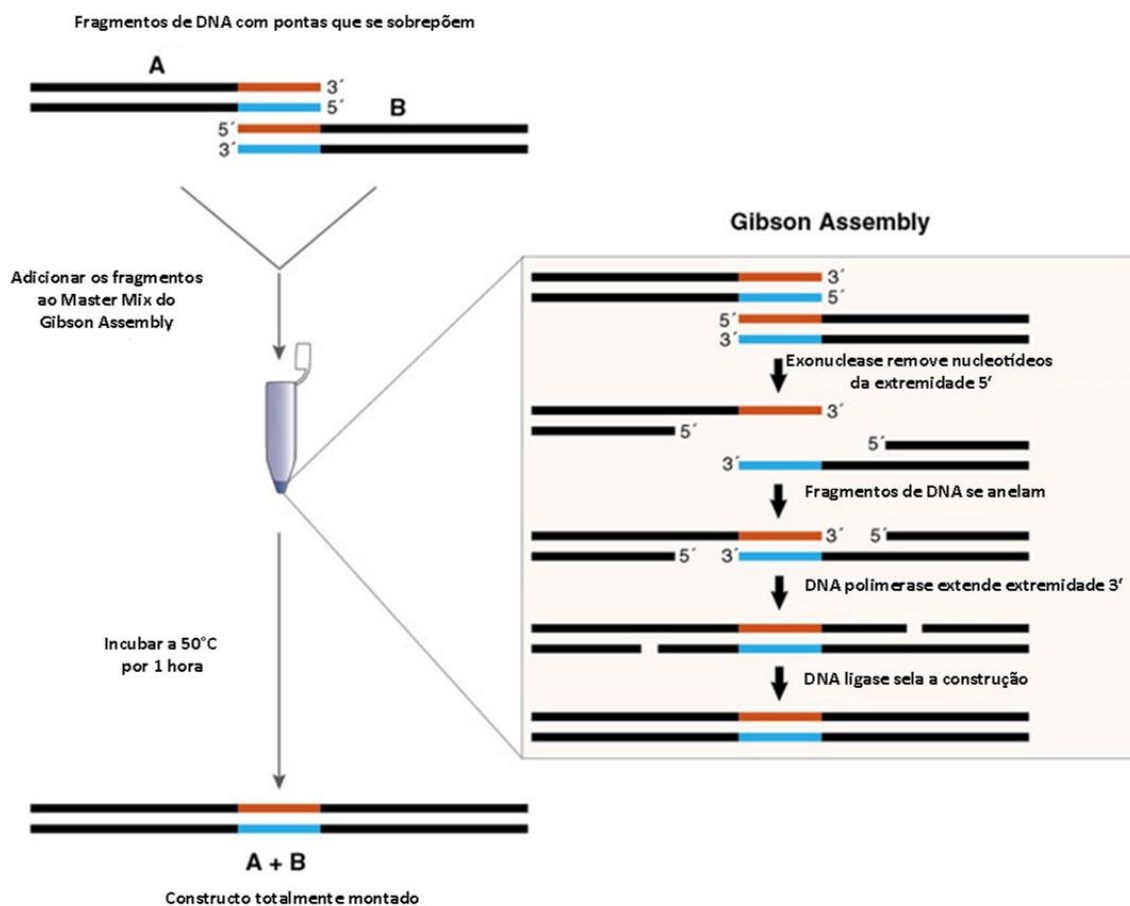 Fragmentos de DNA com pontas que se sobrepõem
A
3´
5´
B
5´
3´
Adicionar os fragmentos
ao Master Mix do
Gibson Assembly
Incubar a 50°C
por 1 hora
A + B
Constructo totalmente montado
Gibson Assembly
3´
5´
5´
3´
Exonuclease remove nucleotídeos
da extremidade 5’
3´
5´
5´
3´
Fragmentos de DNA se anelam
3´ 5´
5´ 3´
DNA polimerase extende extremidade 3’
DNA ligase sela a construção